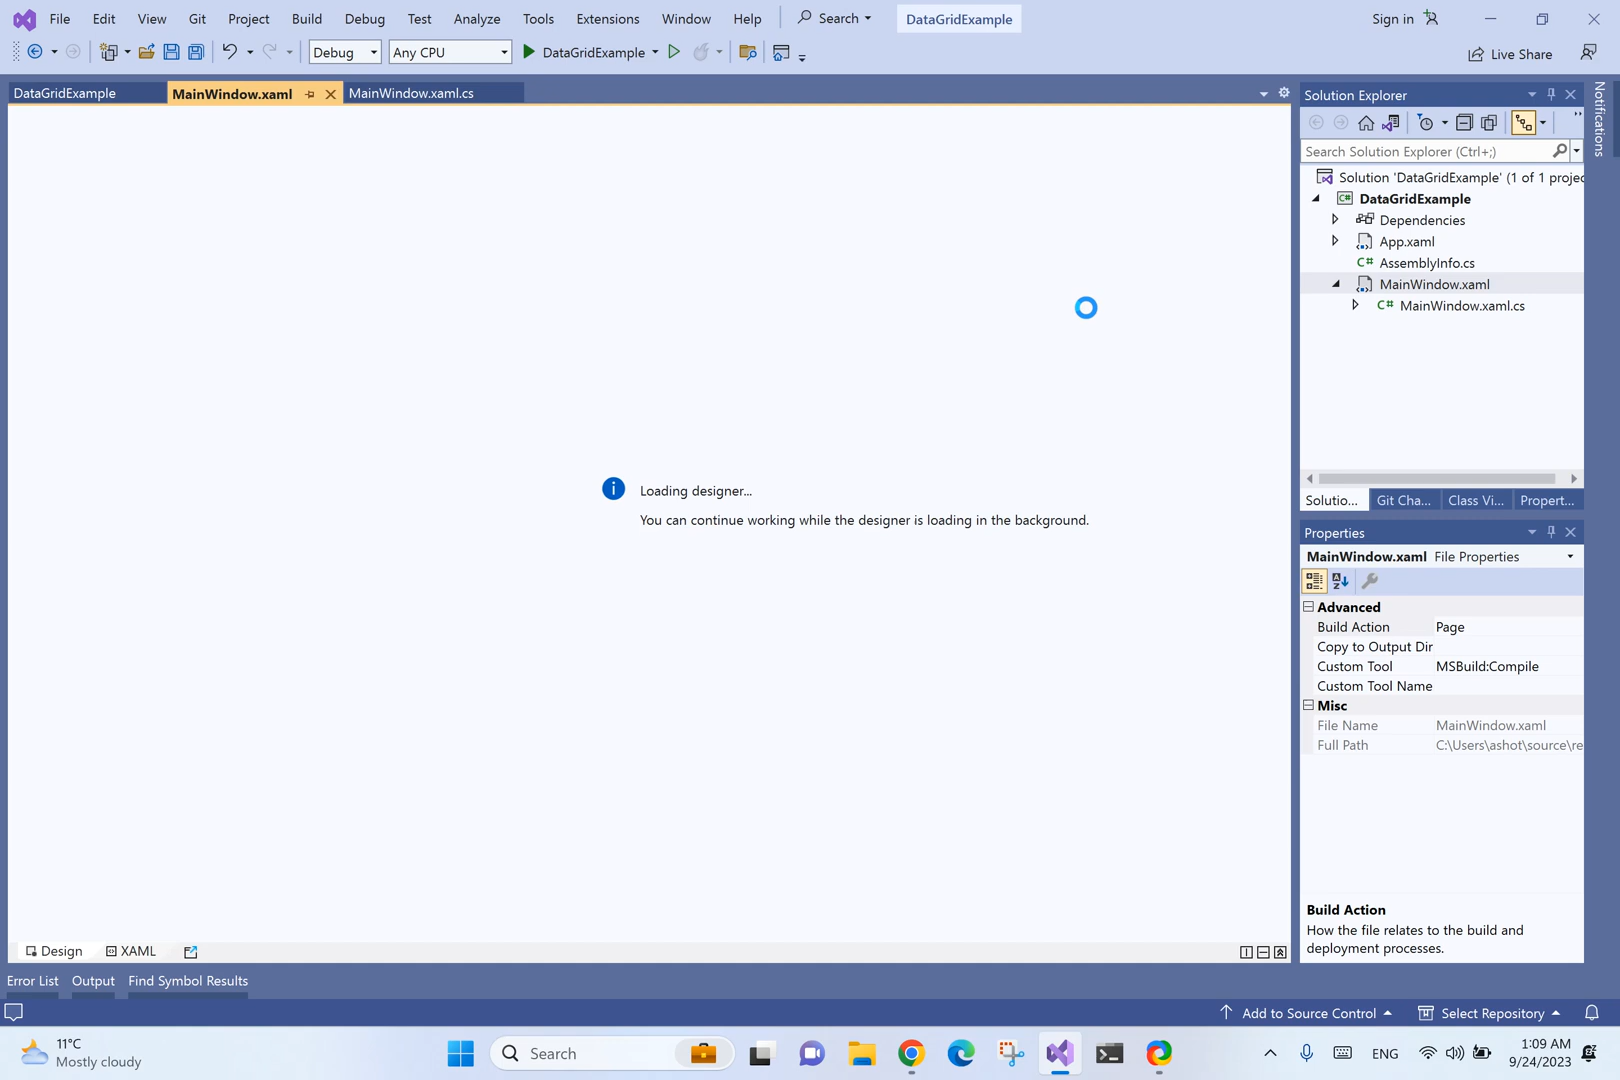 File Edit View Git Project Build Debug Test Analyze Tools Extensions Window Help Search DataGridExample Sign in
Debug Any CPU DataGridExample Live Share
DataGridExample MainWindow.xaml MainWindow.xaml.cs
Solution Explorer
Notifications
Search Solution Explorer (Ctrl+;)
Solution 'DataGridExample' (1 of 1 projec
C# DataGridExample
Dependencies
App.xaml
C# AssemblyInfo.cs
MainWindow.xaml
C# MainWindow.xaml.cs
Loading designer...
You can continue working while the designer is loading in the background.
Solutio... Git Cha... Class Vi... Propert...
Properties
MainWindow.xaml File Properties
Advanced
Build Action Page
Copy to Output Dir
Custom Tool MSBuild:Compile
Custom Tool Name
Misc
File Name MainWindow.xaml
Full Path C:\Users\ashot\source\re
Build Action
How the file relates to the build and
deployment processes.
Design XAML
Error List Output Find Symbol Results
Add to Source Control Select Repository
11°C
Mostly cloudy
Search
ENG
1:09 AM
9/24/2023